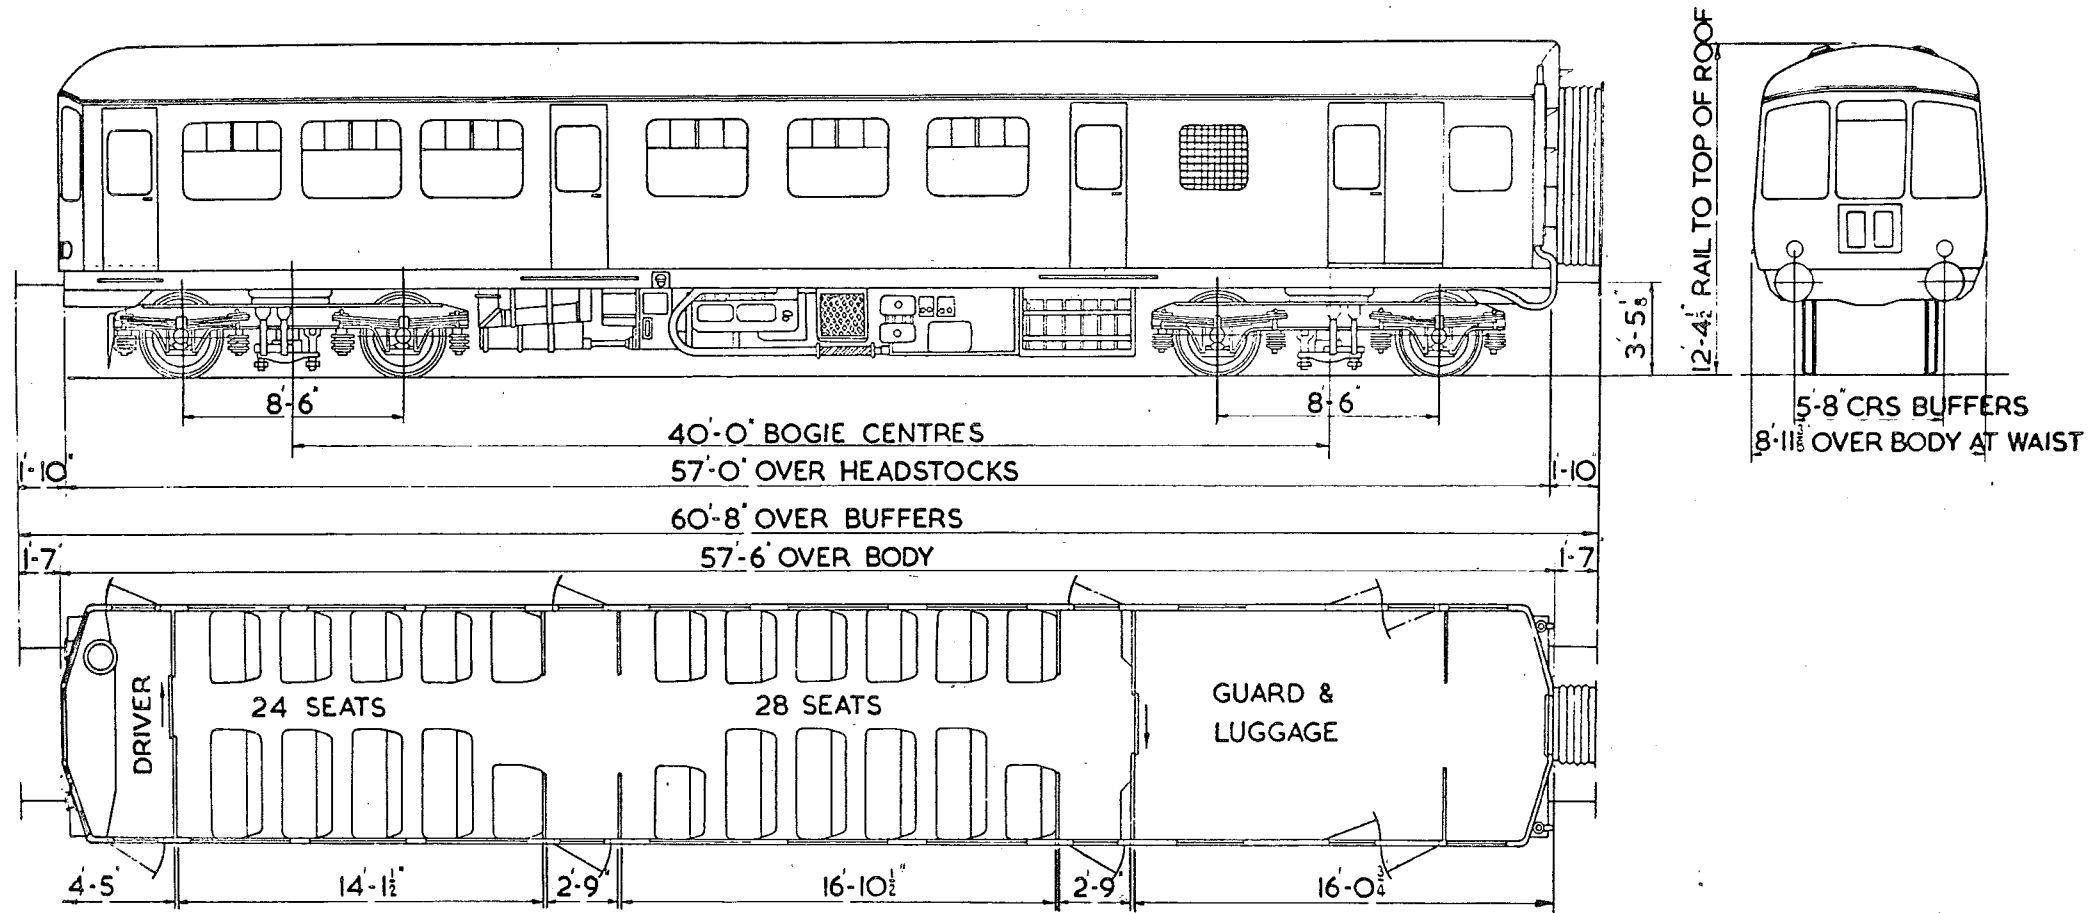 12'-4½" RAIL TO TOP OF ROOF
3'-5⅛"
8'-6"
8'-6"
5'-8" CRS BUFFERS
40'-0" BOGIE CENTRES
OVER BODY AT WAIST
1'-10"
57'-0" OVER HEADSTOCKS
1'-10"
60'-8" OVER BUFFERS
1'-7"
57'-6" OVER BODY
1'-7"
DRIVER
24 SEATS
28 SEATS
GUARD &
LUGGAGE
4'-5"
14'-1½"
2'-9"
16'-10½"
2'-9"
16'-0¾"